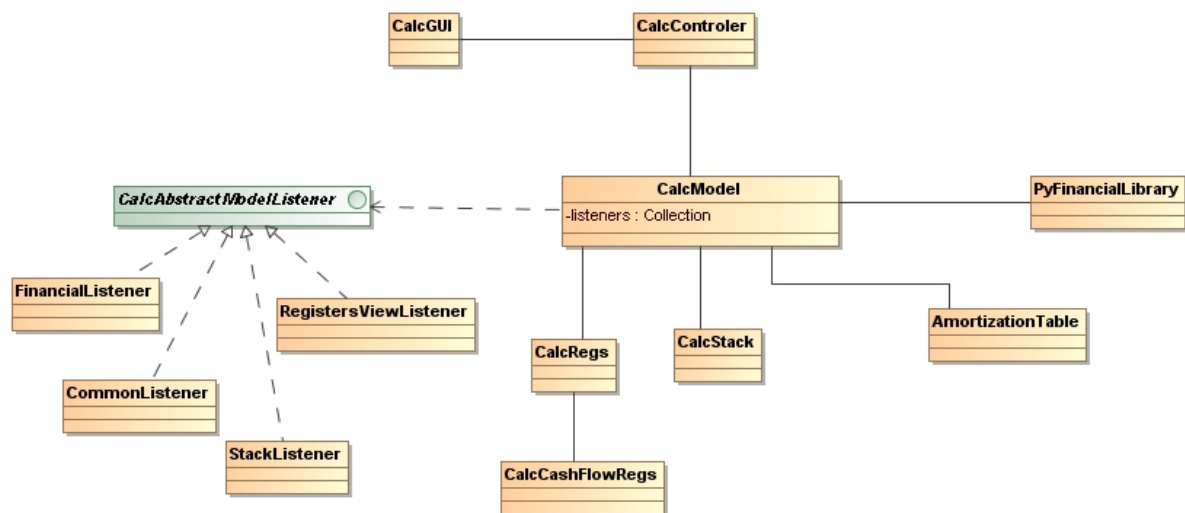 CalcGUI
CalcControler
CalcAbstractModelListener
CalcModel
-listeners : Collection
PyFinancialLibrary
FinancialListener
RegistersViewListener
CalcRegs
CalcStack
AmortizationTable
CommonListener
StackListener
CalcCashFlowRegs